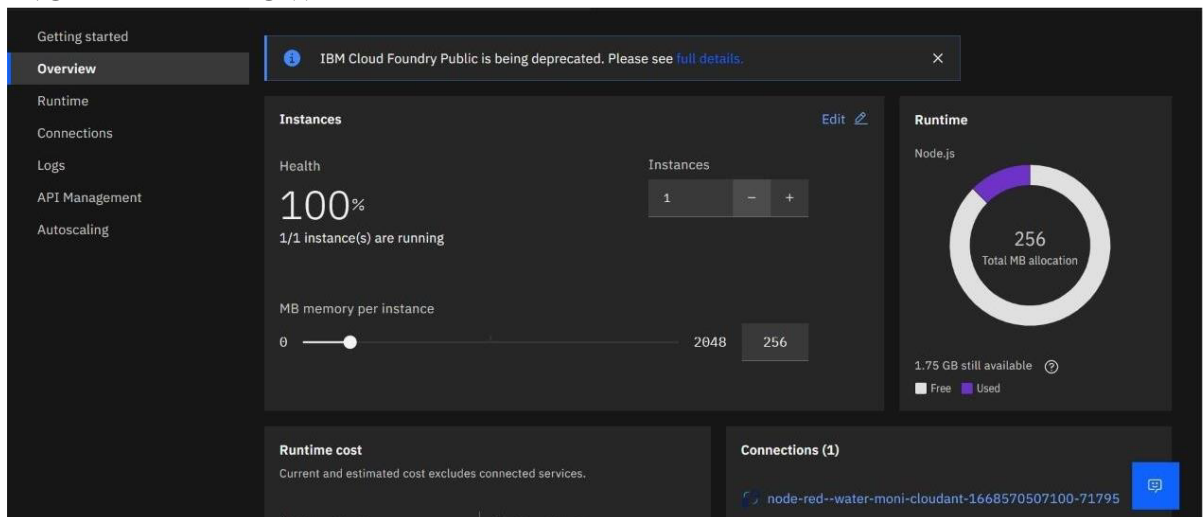 Getting started
Overview
Runtime
Connections
Logs
API Management
Autoscaling
IBM Cloud Foundry Public is being deprecated. Please see full details.
Instances
Edit
Health
100%
1/1 instance(s) are running
Instances
1 - +
MB memory per instance
0 2048 256
Runtime
Node.js
256
Total MB allocation
1.75 GB still available
Free Used
Runtime cost
Current and estimated cost excludes connected services.
Connections (1)
node-red--water-moni-cloudant-1668570507100-71795